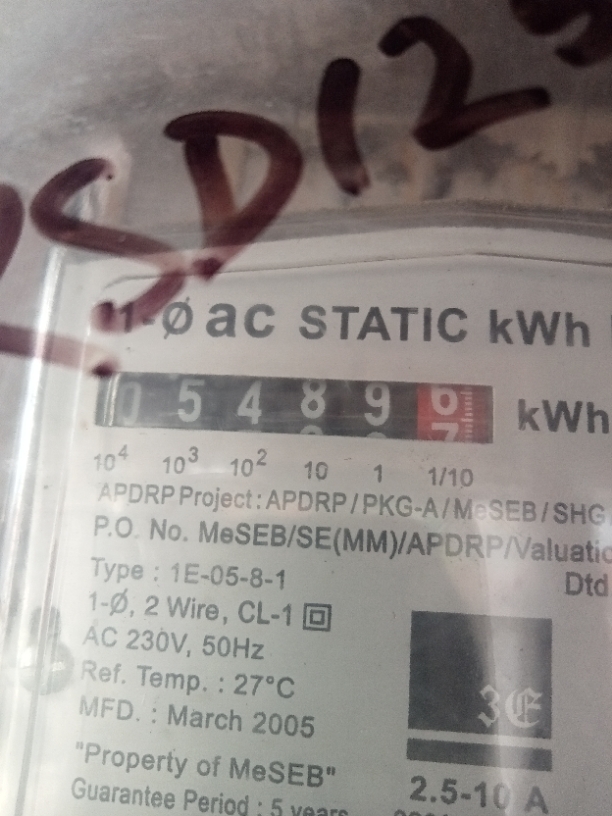 SD12
1-Ø ac STATIC kWh
0 5 4 8 9 6
7
kWh
10⁴ 10³ 10² 10 1 1/10
APDRP Project : APDRP / PKG-A / MeSEB / SHG
P.O. No. MeSEB/SE(MM)/APDRP/Valuatio
Dtd
Type : 1E-05-8-1
1-Ø, 2 Wire, CL-1
AC 230V, 50Hz
Ref. Temp. : 27°C
MFD. : March 2005
3E
"Property of MeSEB"
2.5-10 A
Guarantee Period : 5 years